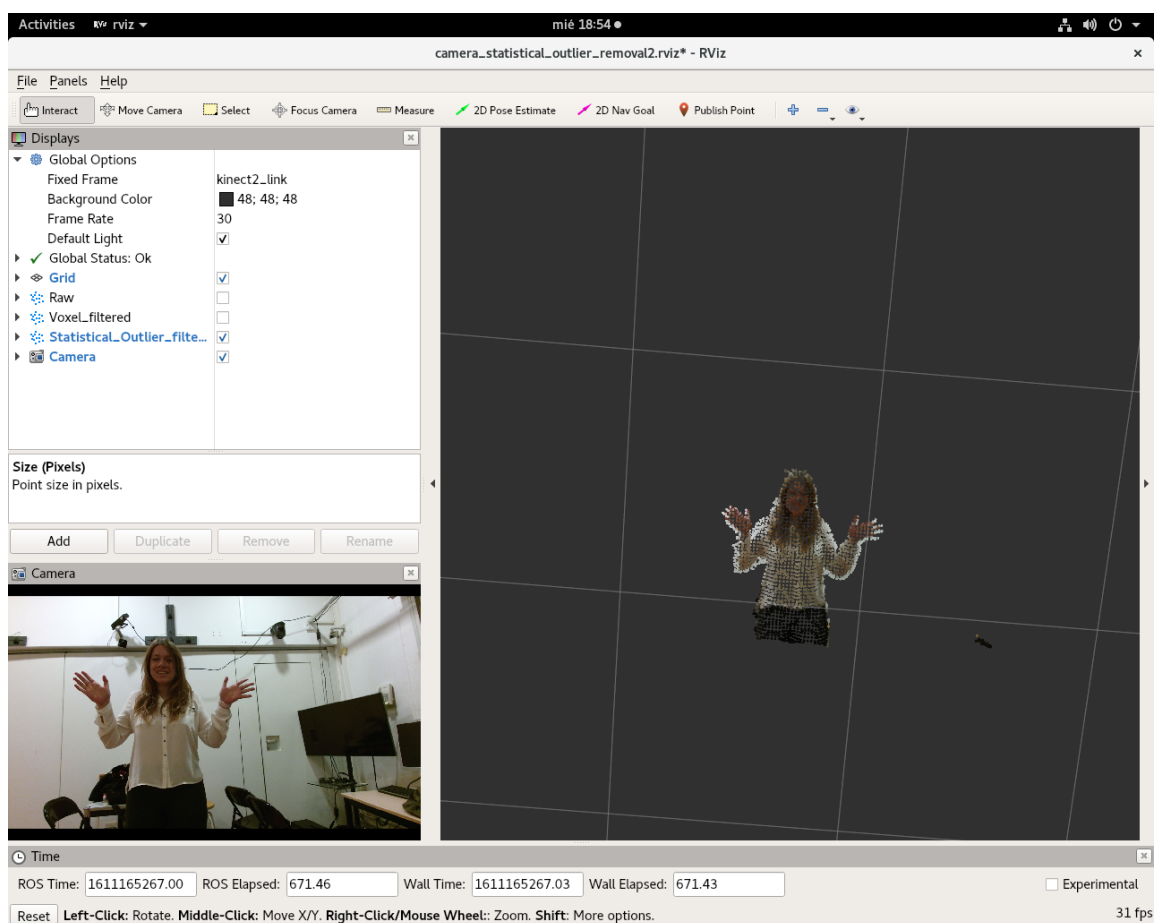 Activities rviz mié 18:54
camera_statistical_outlier_removal2.rviz* - RViz
File Panels Help
Interact Move Camera Select Focus Camera Measure 2D Pose Estimate 2D Nav Goal Publish Point
Displays
Global Options
Fixed Frame kinect2_link
Background Color 48; 48; 48
Frame Rate 30
Default Light
Global Status: Ok
Grid
Raw
Voxel_filtered
Statistical_Outlier_filte...
Camera
Size (Pixels)
Point size in pixels.
Add Duplicate Remove Rename
Camera
Time
ROS Time: 1611165267.00 ROS Elapsed: 671.46 Wall Time: 1611165267.03 Wall Elapsed: 671.43 Experimental
Reset Left-Click: Rotate. Middle-Click: Move X/Y. Right-Click/Mouse Wheel:: Zoom. Shift: More options. 31 fps